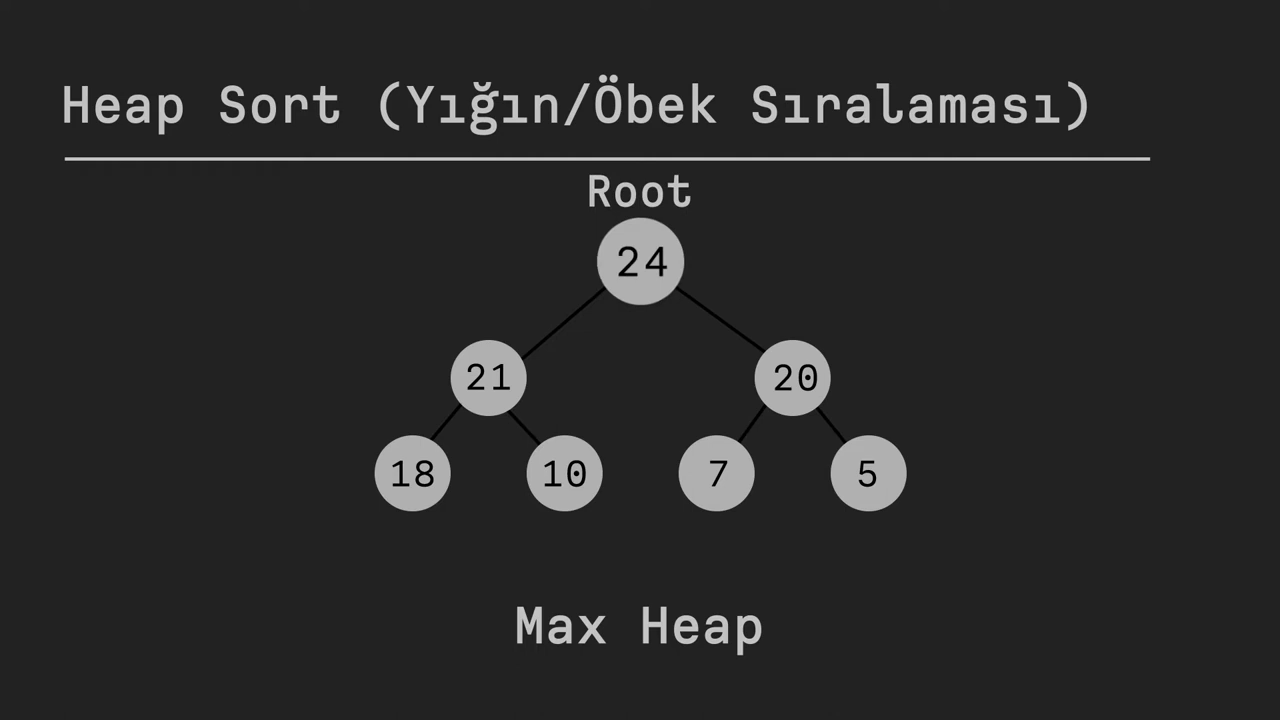 Heap Sort (Yığın/Öbek Sıralaması)
Root
24
21 20
18 10 7 5
Max Heap